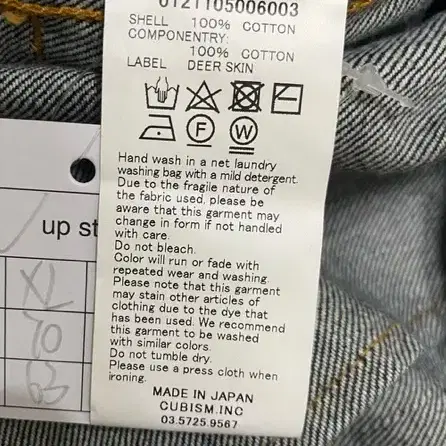 0121105006003
SHELL 100% COTTON
COMPONENTRY:
100% COTTON
LABEL DEER SKIN
F
W
Hand wash in a net laundry
washing bag with a mild detergent.
Due to the fragile nature of
the fabric used, please be
aware that this garment may
change in form if not handled
with care.
Do not bleach.
Color will run or fade with
repeated wear and washing.
Please note that this garment
may stain other articles of
clothing due to the dye that
has been used. We recommend
this garment to be washed
with similar colors.
Do not tumble dry.
Please use a press cloth when
ironing.
MADE IN JAPAN
CUBISM.INC
03.5725.9567
up st